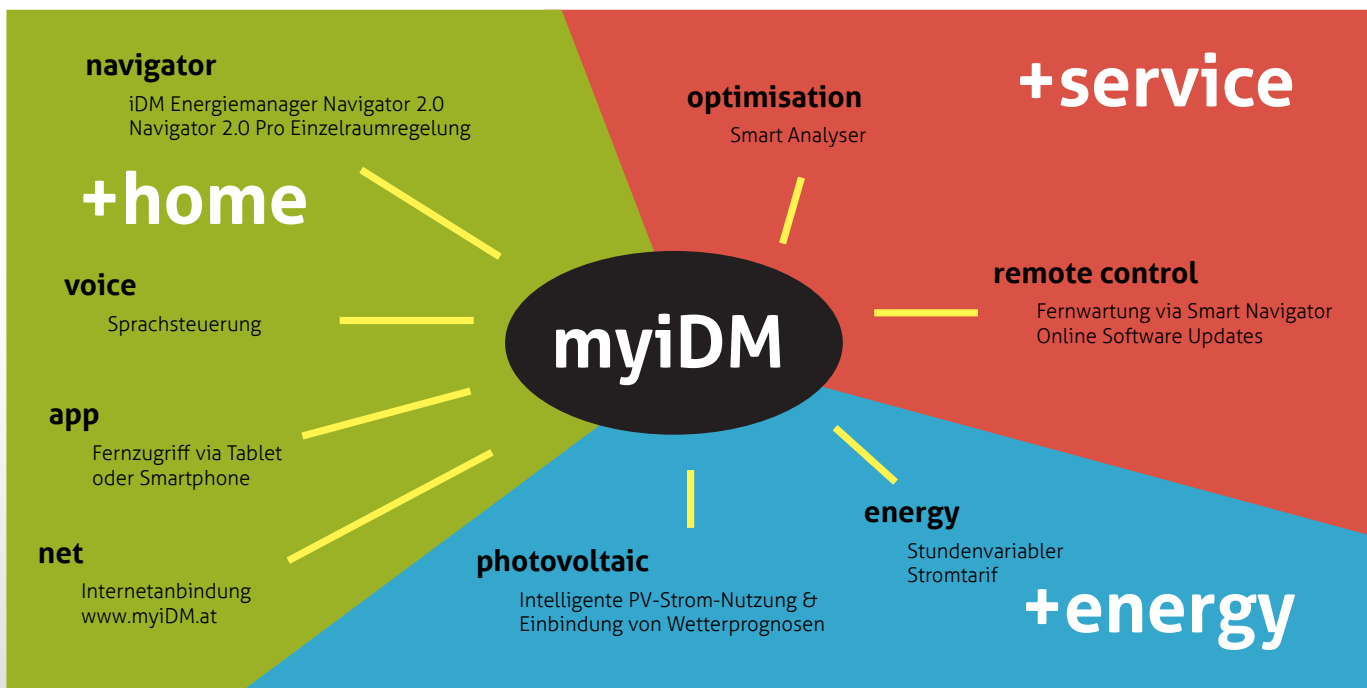 navigator
iDM Energiemanager Navigator 2.0
Navigator 2.0 Pro Einzelraumregelung
+home
voice
Sprachsteuerung
app
Fernzugriff via Tablet
oder Smartphone
net
Internetanbindung
www.myiDM.at
myiDM
optimisation
Smart Analyser
+service
remote control
Fernwartung via Smart Navigator
Online Software Updates
photovoltaic
Intelligente PV-Strom-Nutzung &
Einbindung von Wetterprognosen
energy
Stundenvariabler
Stromtarif
+energy